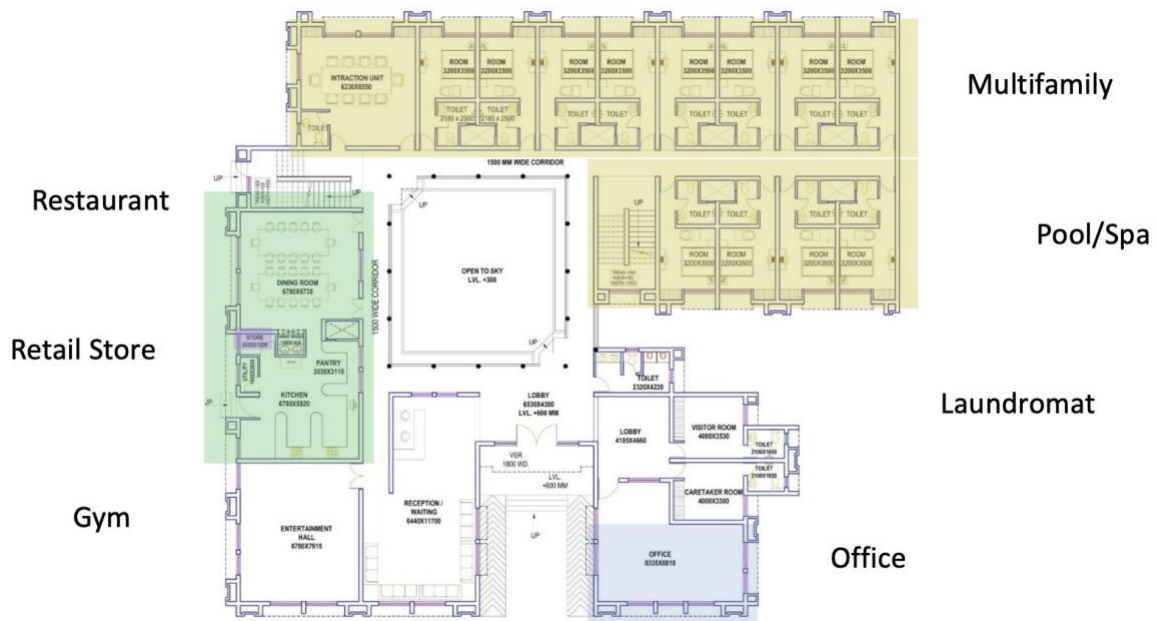 Multifamily
Restaurant
Pool/Spa
Retail Store
Laundromat
Gym
Office
INTRACTION UNIT
6230X6550
TOILET
ROOM
3200X3500
ROOM
3200X3500
ROOM
3200X3500
ROOM
3200X3500
ROOM
3200X3500
ROOM
3200X3500
ROOM
3200X3500
ROOM
3200X3500
TOILET
2185 x 2500
TOILET
2185 x 2500
TOILET
TOILET
TOILET
TOILET
TOILET
TOILET
1500 MM WIDE CORRIDOR
UP
UP
UP
OPEN TO SKY
LVL. +300
UP
1500 WIDE CORRIDOR
TOILET
TOILET
TOILET
TOILET
ROOM
3200X3500
ROOM
3200X3500
ROOM
3200X3500
ROOM
3200X3500
DINING ROOM
6780X6730
STORE
UTILITY
PANTRY
3030X3110
KITCHEN
6780X5820
UP
LOBBY
6530X4300
LVL. +600 MM
TOILET
2320X4220
LOBBY
4185X4660
VISITOR ROOM
4000X3530
TOILET
2100X1650
TOILET
2100X1650
CARETAKER ROOM
4000X3300
VER
1800 WD.
LVL.
+600 MM
UP
RECEPTION /
WAITING
6440X11700
ENTERTAINMENT
HALL
6780X7915
OFFICE